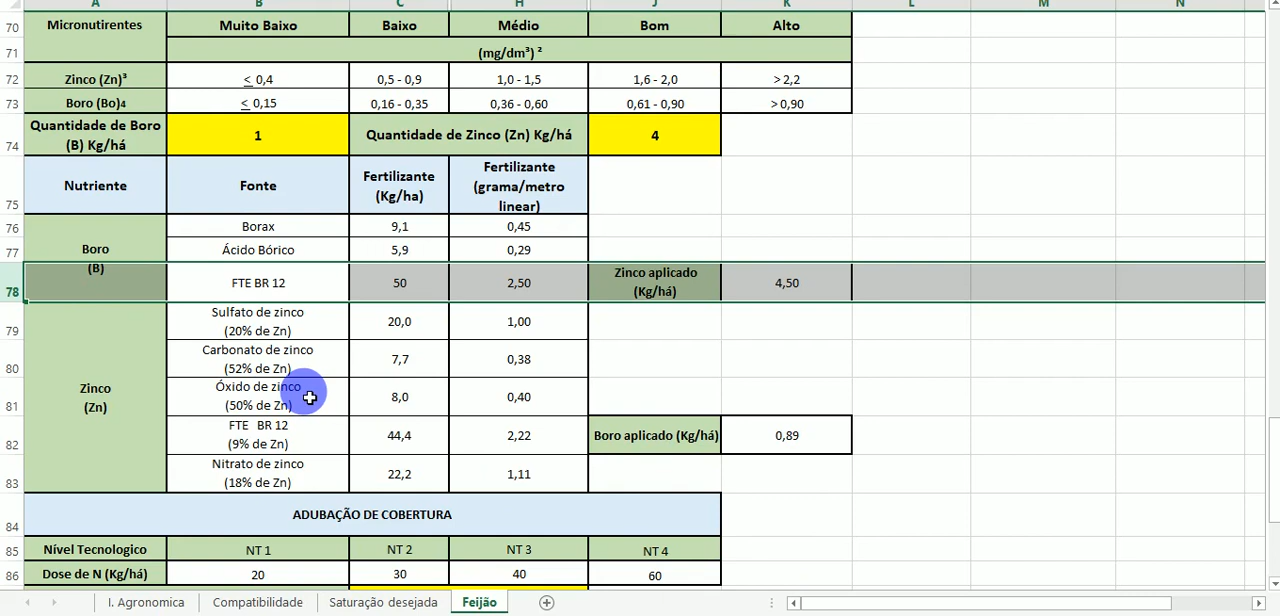 A B C H J K L M N
70 Micronutirentes Muito Baixo Baixo Médio Bom Alto
71 (mg/dm³) ²
72 Zinco (Zn)³ < 0,4 0,5 - 0,9 1,0 - 1,5 1,6 - 2,0 > 2,2
73 Boro (Bo)4 < 0,15 0,16 - 0,35 0,36 - 0,60 0,61 - 0,90 > 0,90
74 Quantidade de Boro
(B) Kg/há 1 Quantidade de Zinco (Zn) Kg/há 4
75 Nutriente Fonte Fertilizante
(Kg/ha) Fertilizante
(grama/metro
linear)
76 Borax 9,1 0,45
Boro
(B)
77 Ácido Bórico 5,9 0,29
78 FTE BR 12 50 2,50 Zinco aplicado
(Kg/há) 4,50
79 Sulfato de zinco
(20% de Zn) 20,0 1,00
80 Carbonato de zinco
(52% de Zn) 7,7 0,38
Zinco
(Zn)
81 Óxido de zinco
(50% de Zn) 8,0 0,40
82 FTE BR 12
(9% de Zn) 44,4 2,22 Boro aplicado (Kg/há) 0,89
83 Nitrato de zinco
(18% de Zn) 22,2 1,11
84 ADUBAÇÃO DE COBERTURA
85 Nível Tecnologico NT 1 NT 2 NT 3 NT 4
86 Dose de N (Kg/há) 20 30 40 60
I. Agronomica Compatibilidade Saturação desejada Feijão